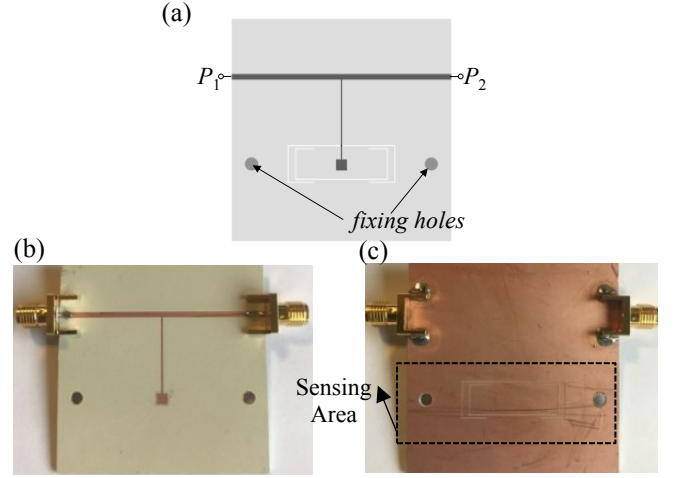 (a)
P1
P2
fixing holes
(b)
(c)
Sensing
Area